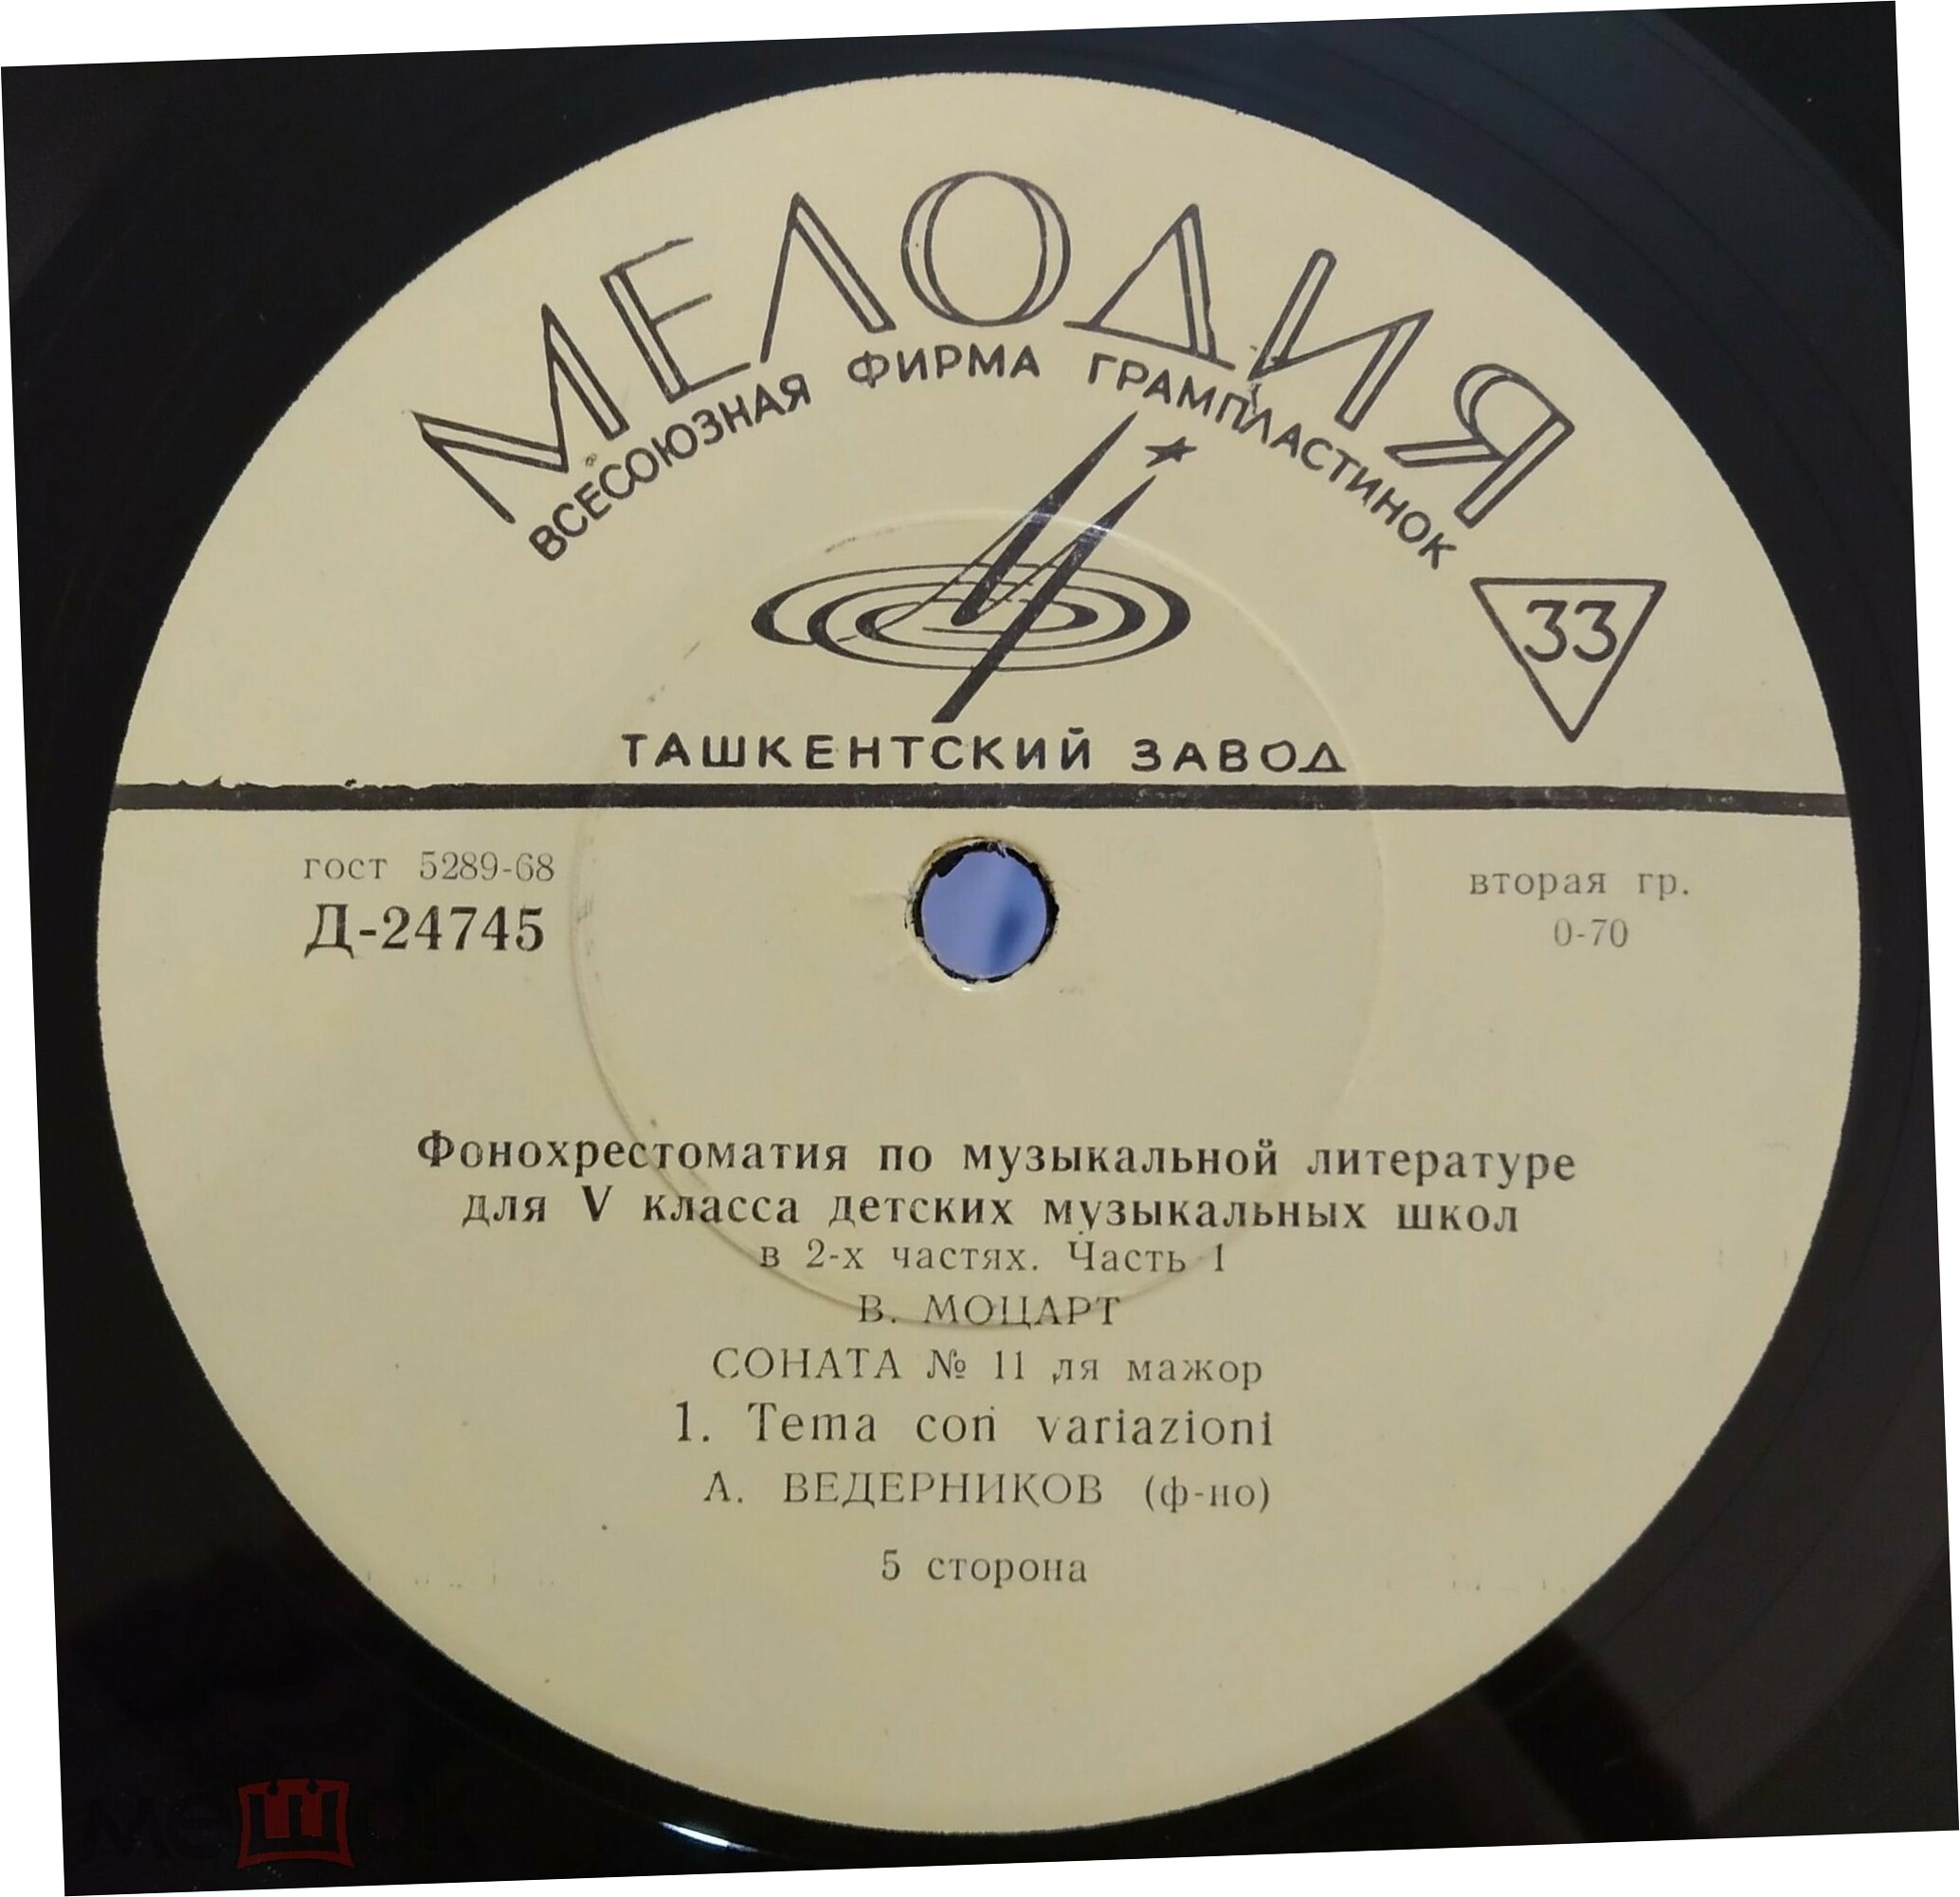 МЕЛОДИЯ
ВСЕСОЮЗНАЯ ФИРМА ГРАМПЛАСТИНОК
33
ТАШКЕНТСКИЙ ЗАВОД
гост 5289-68
Д-24745
вторая гр.
0-70
Фонохрестоматия по музыкальной литературе
для V класса детских музыкальных школ
в 2-х частях. Часть 1
В. МОЦАРТ
СОНАТА № 11 ля мажор
1. Tema con variazioni
А. ВЕДЕРНИКОВ (ф-но)
5 сторона